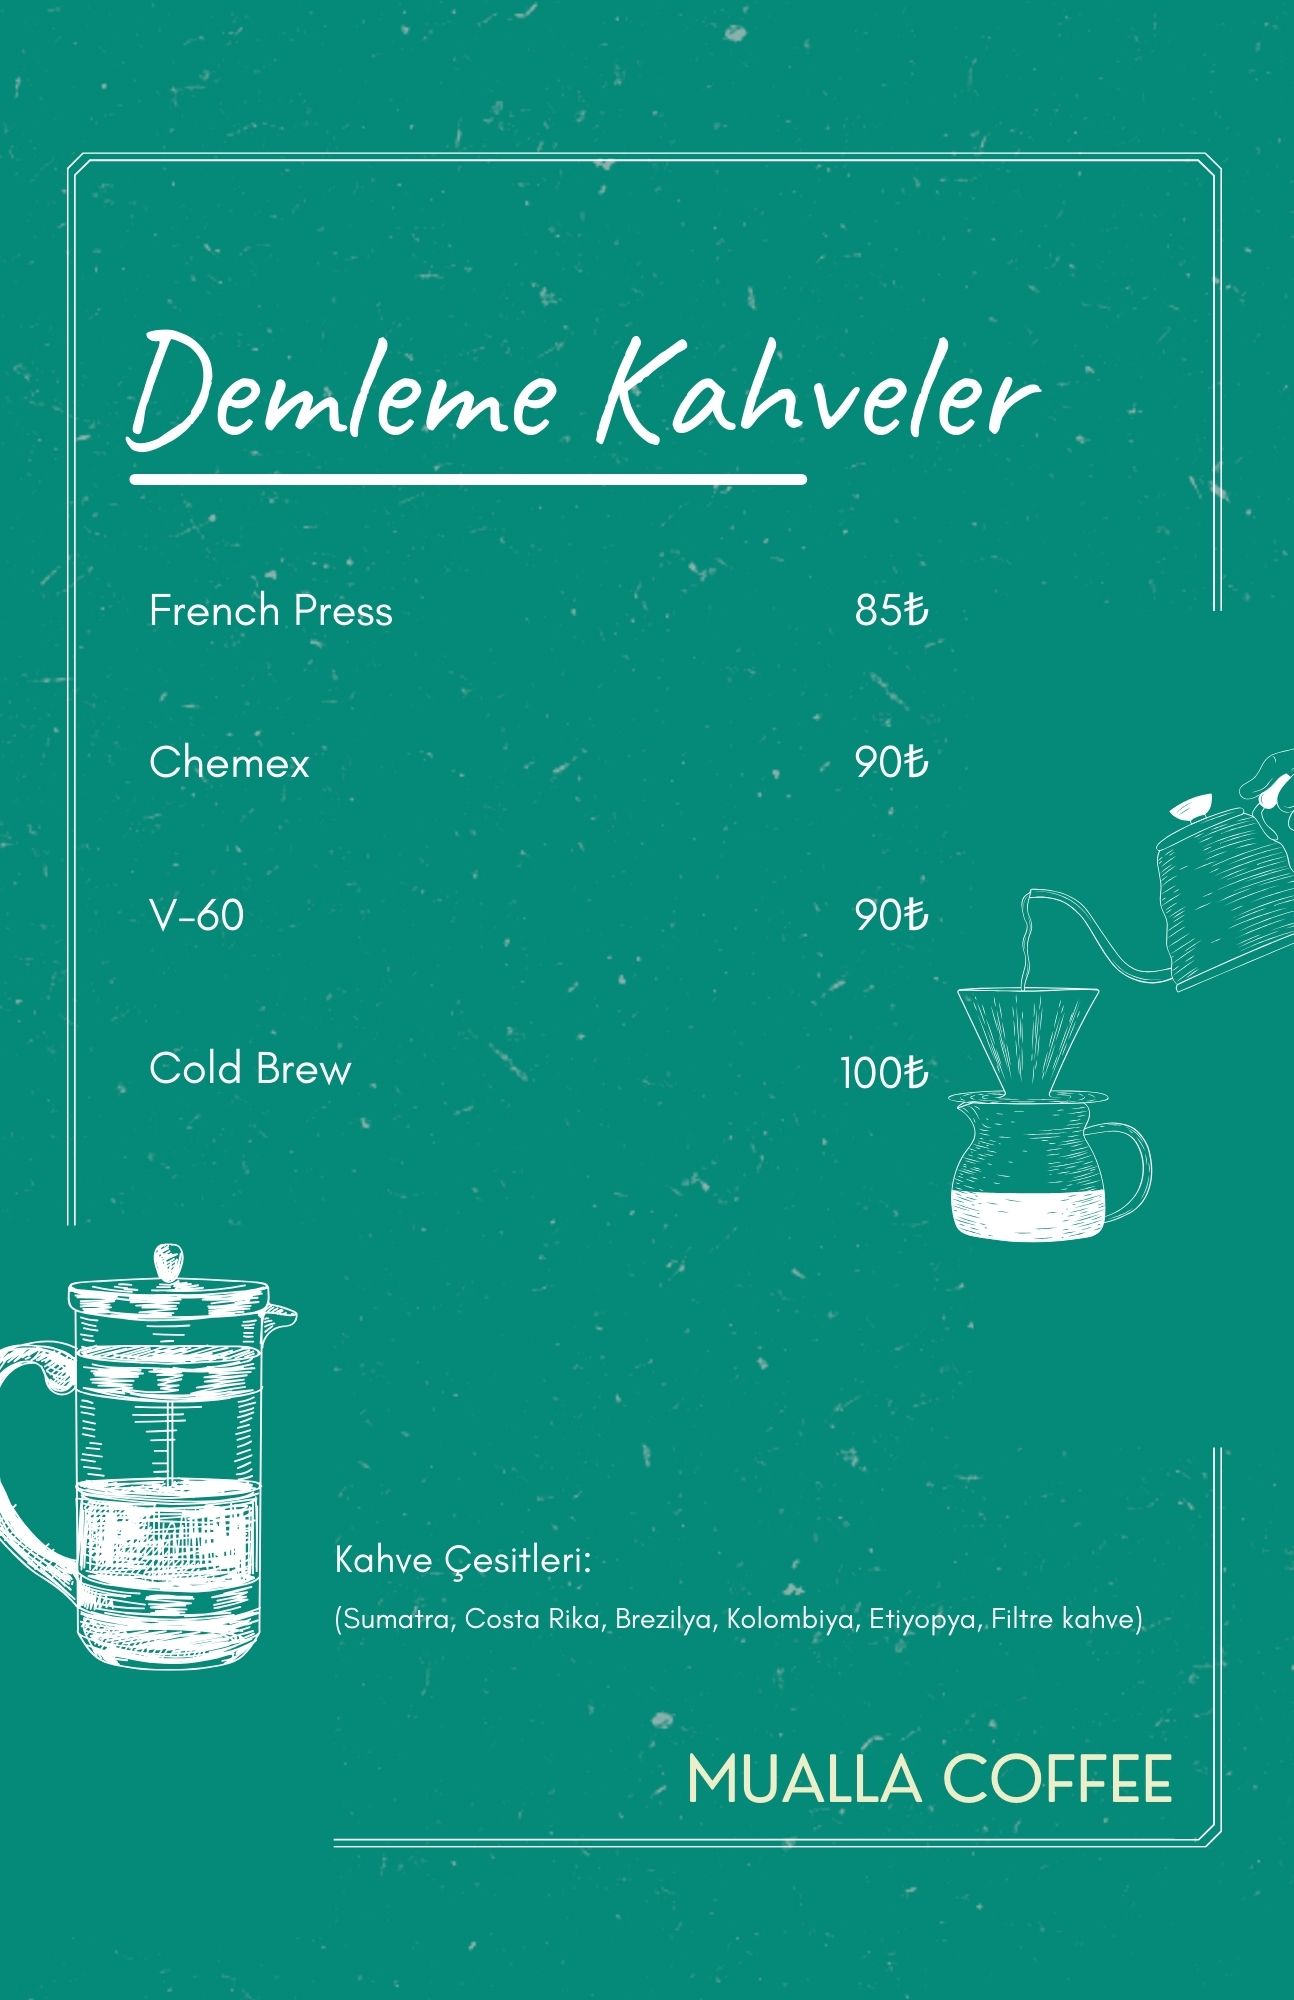 Demleme Kahveler
French Press 85₺
Chemex 90₺
V-60 90₺
Cold Brew 100₺
Kahve Çesitleri:
(Sumatra, Costa Rika, Brezilya, Kolombiya, Etiyopya, Filtre kahve)
MUALLA COFFEE